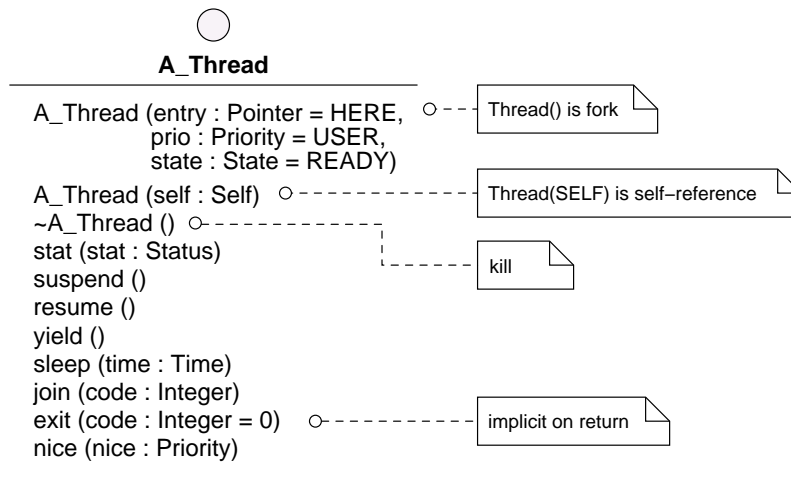 A_Thread
A_Thread (entry : Pointer = HERE,
prio : Priority = USER,
state : State = READY)
Thread() is fork
A_Thread (self : Self)
Thread(SELF) is self−reference
~A_Thread ()
kill
stat (stat : Status)
suspend ()
resume ()
yield ()
sleep (time : Time)
join (code : Integer)
exit (code : Integer = 0)
implicit on return
nice (nice : Priority)